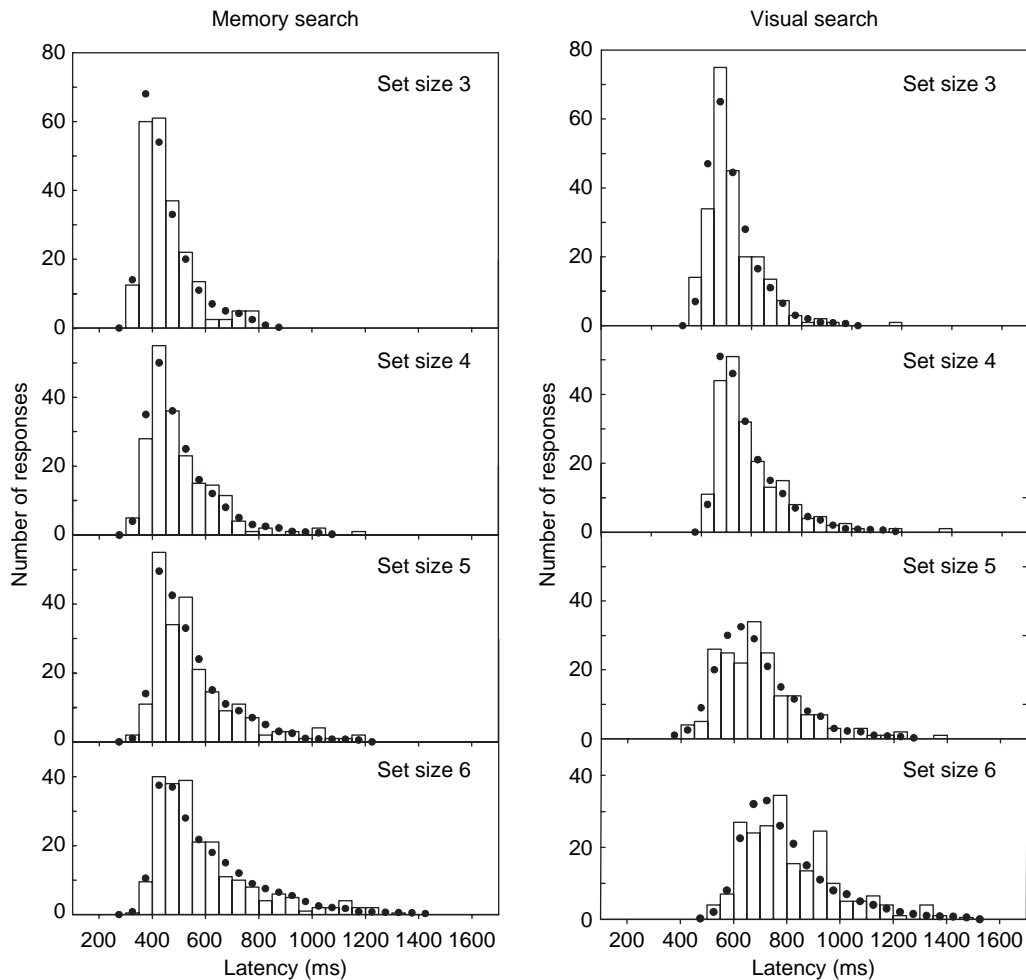 Memory search
Visual search
Number of responses
80
60
40
20
0
Set size 3
40
20
0
Set size 4
40
20
0
Set size 5
40
20
0
Set size 6
200 400 600 800 1000 1200 1400 1600
Latency (ms)
Number of responses
80
60
40
20
0
Set size 3
40
20
0
Set size 4
40
20
0
Set size 5
40
20
0
Set size 6
200 400 600 800 1000 1200 1400 1600
Latency (ms)